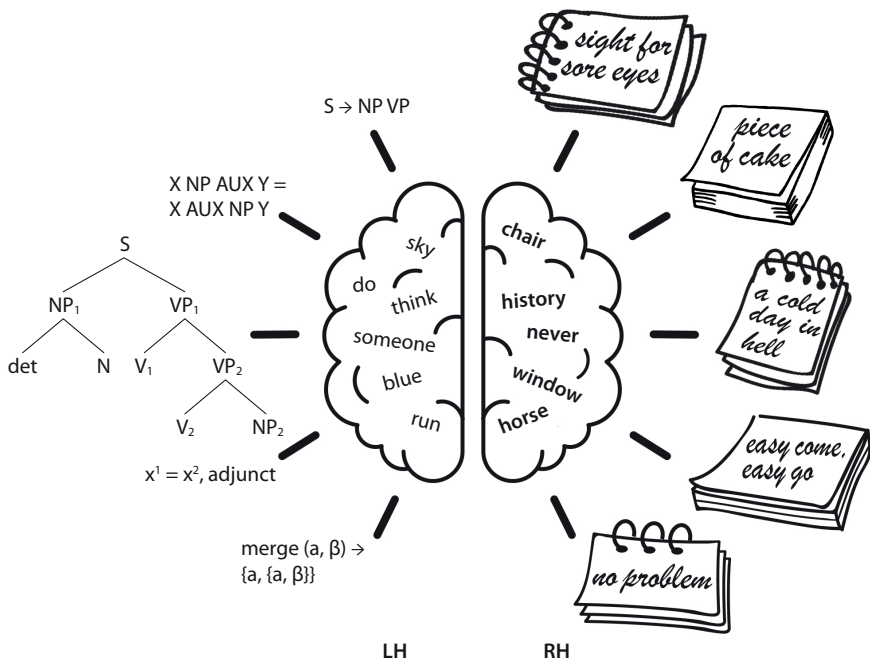 S → NP VP
X NP AUX Y =
X AUX NP Y
S
NP₁ VP₁
det N V₁ VP₂
V₂ NP₂
x¹ = x², adjunct
merge (a, β) →
{a, {a, β}}
sky
do
think
someone
blue
run
LH
chair
history
never
window
horse
RH
sight for
sore eyes
piece
of cake
a cold
day in
hell
easy come,
easy go
no problem